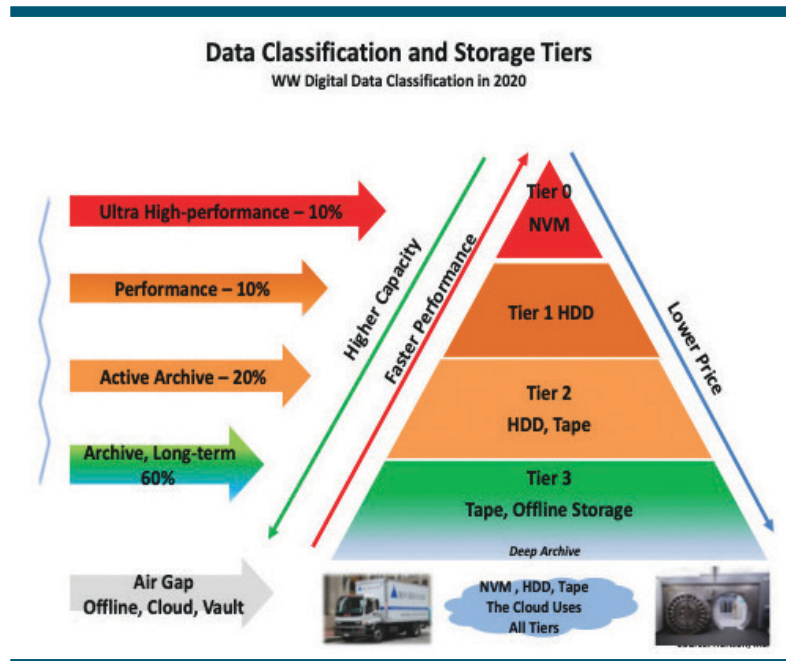 Data Classification and Storage Tiers
WW Digital Data Classification in 2020
Ultra High-performance – 10%
Performance – 10%
Active Archive – 20%
Archive, Long-term
60%
Air Gap
Offline, Cloud, Vault
Higher Capacity
Faster Performance
Lower Price
Tier 0
NVM
Tier 1 HDD
Tier 2
HDD, Tape
Tier 3
Tape, Offline Storage
Deep Archive
NVM , HDD, Tape
The Cloud Uses
All Tiers